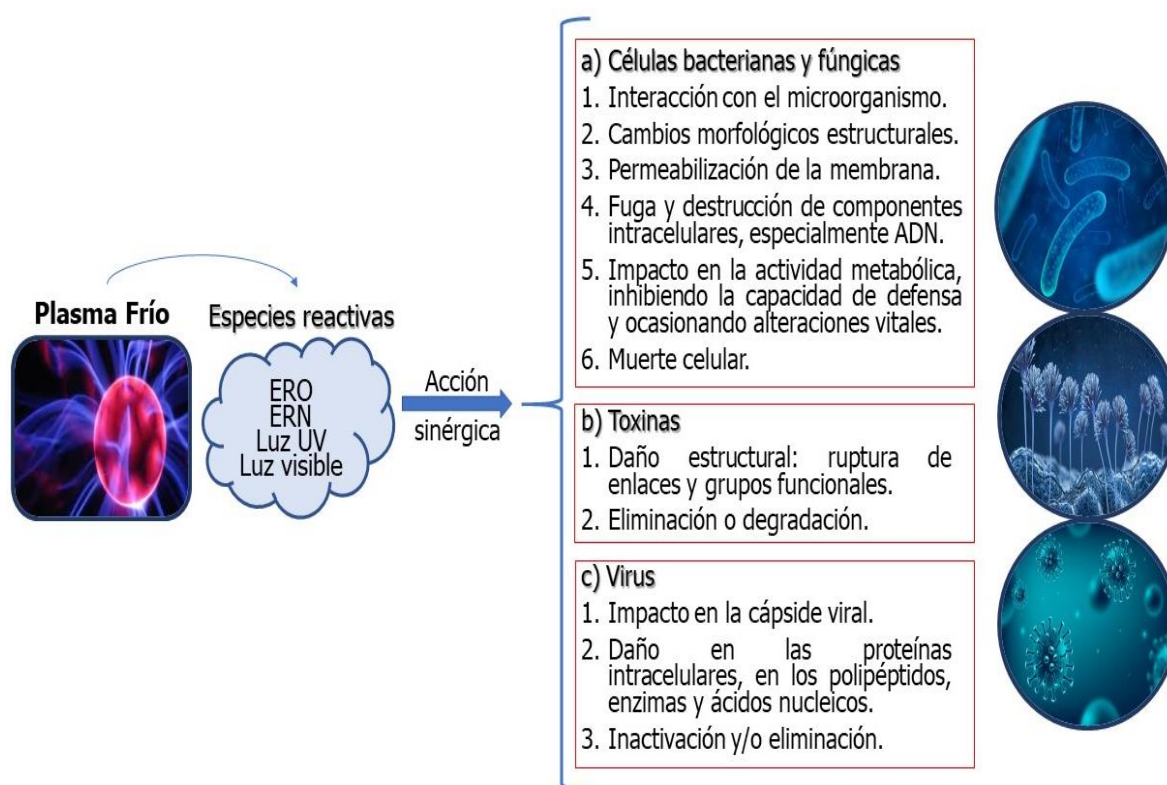 Plasma Frío
Especies reactivas
ERO
ERN
Luz UV
Luz visible
Acción
sinérgica
a) Células bacterianas y fúngicas
1. Interacción con el microorganismo.
2. Cambios morfológicos estructurales.
3. Permeabilización de la membrana.
4. Fuga y destrucción de componentes
intracelulares, especialmente ADN.
5. Impacto en la actividad metabólica,
inhibiendo la capacidad de defensa
y ocasionando alteraciones vitales.
6. Muerte celular.
b) Toxinas
1. Daño estructural: ruptura de
enlaces y grupos funcionales.
2. Eliminación o degradación.
c) Virus
1. Impacto en la cápside viral.
2. Daño en las proteínas
intracelulares, en los polipéptidos,
enzimas y ácidos nucleicos.
3. Inactivación y/o eliminación.